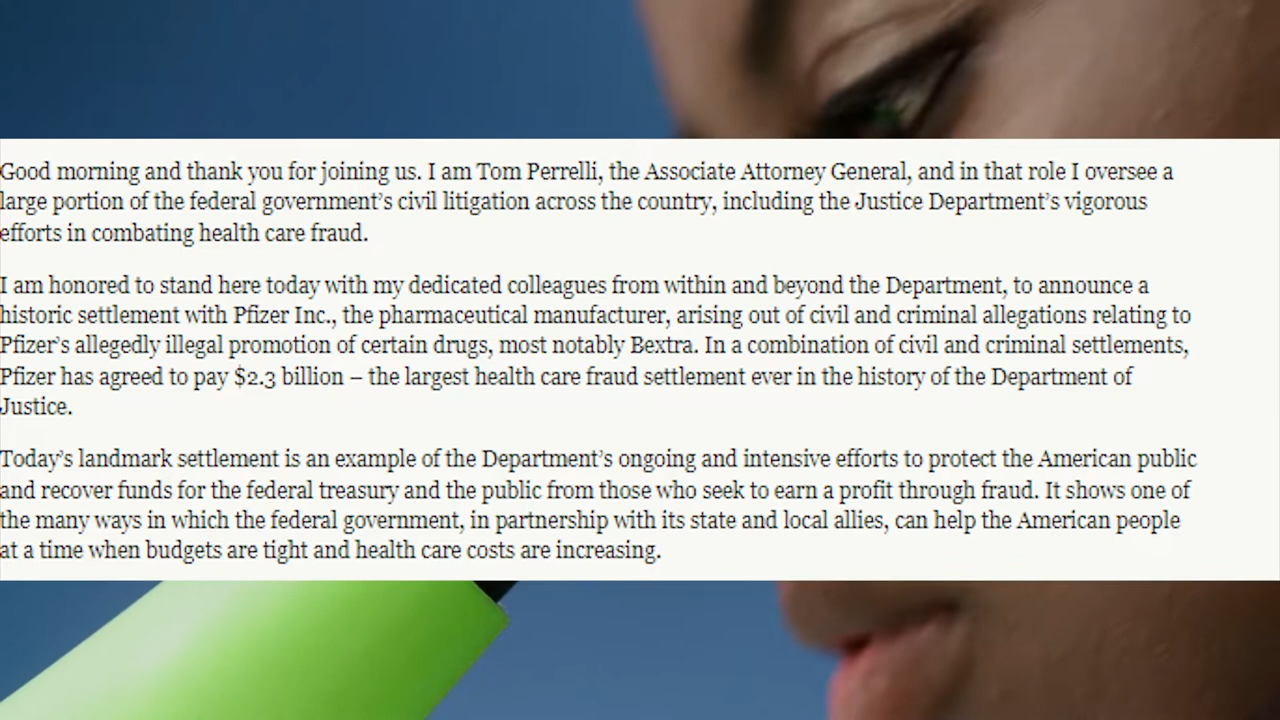 Good morning and thank you for joining us. I am Tom Perrelli, the Associate Attorney General, and in that role I oversee a
large portion of the federal government’s civil litigation across the country, including the Justice Department’s vigorous
efforts in combating health care fraud.
I am honored to stand here today with my dedicated colleagues from within and beyond the Department, to announce a
historic settlement with Pfizer Inc., the pharmaceutical manufacturer, arising out of civil and criminal allegations relating to
Pfizer’s allegedly illegal promotion of certain drugs, most notably Bextra. In a combination of civil and criminal settlements,
Pfizer has agreed to pay $2.3 billion – the largest health care fraud settlement ever in the history of the Department of
Justice.
Today’s landmark settlement is an example of the Department’s ongoing and intensive efforts to protect the American public
and recover funds for the federal treasury and the public from those who seek to earn a profit through fraud. It shows one of
the many ways in which the federal government, in partnership with its state and local allies, can help the American people
at a time when budgets are tight and health care costs are increasing.